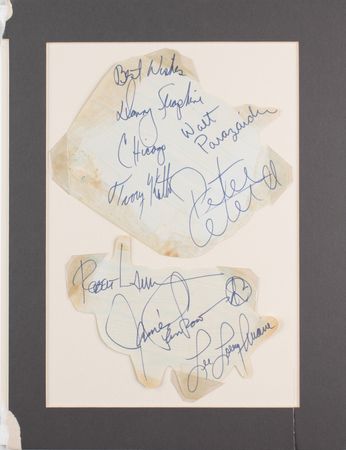 Best Wishes
Danny Seraphine
Chicago
Walt
Parazaider
Terry Kath
Peter
Cetera
Robert Lamm
James
Pankow
Lee Loughnane